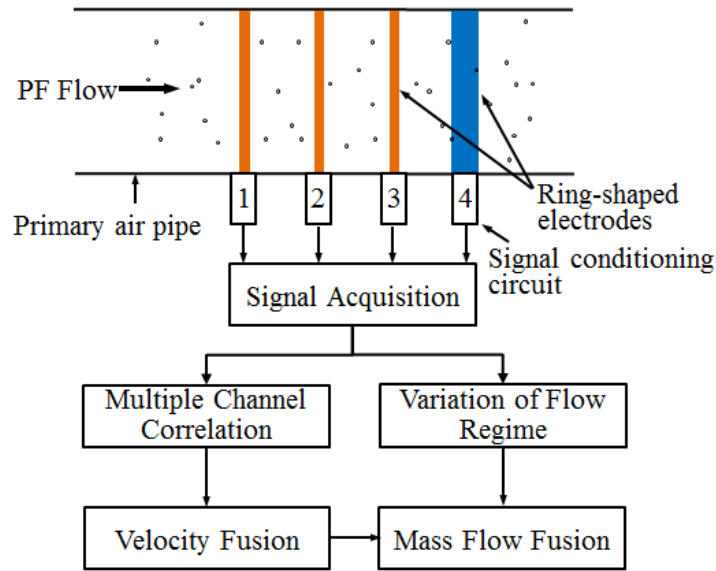 PF Flow
1 2 3 4
Primary air pipe
Ring-shaped
electrodes
Signal conditioning
circuit
Signal Acquisition
Multiple Channel
Correlation
Variation of Flow
Regime
Velocity Fusion
Mass Flow Fusion